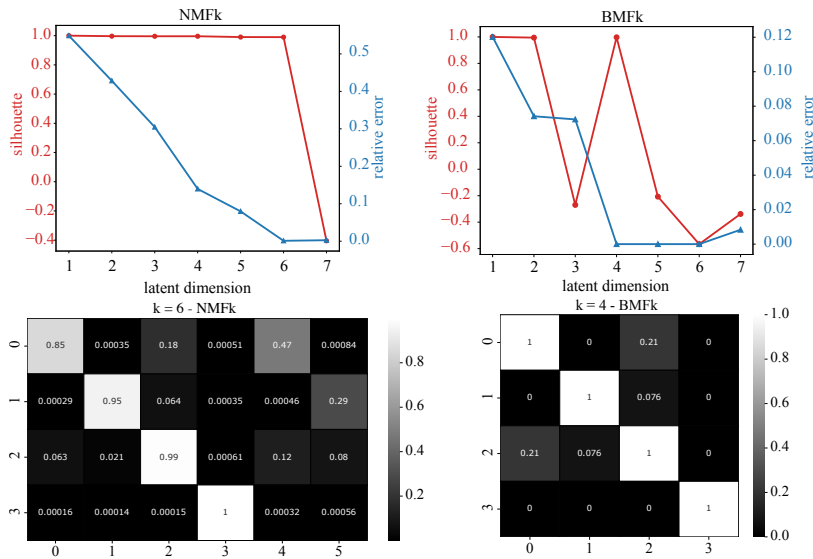 NMFk
BMFk
1.0
0.8
0.6
0.4
0.2
0.0
−0.2
−0.4
silhouette
0.5
0.4
0.3
0.2
0.1
0.0
relative error
1 2 3 4 5 6 7
latent dimension
1.0
0.8
0.6
0.4
0.2
0.0
−0.2
−0.4
−0.6
silhouette
0.12
0.10
0.08
0.06
0.04
0.02
0.00
relative error
1 2 3 4 5 6 7
latent dimension
k = 6 - NMFk
0 0.85 0.00035 0.18 0.00051 0.47 0.00084
1 0.00029 0.95 0.064 0.00035 0.00046 0.29
2 0.063 0.021 0.99 0.00061 0.12 0.08
3 0.00016 0.00014 0.00015 1 0.00032 0.00056
0 1 2 3 4 5
0.8
0.6
0.4
0.2
k = 4 - BMFk
0 1 0 0.21 0
1 0 1 0.076 0
2 0.21 0.076 1 0
3 0 0 0 1
0 1 2 3
1.0
0.8
0.6
0.4
0.2
0.0